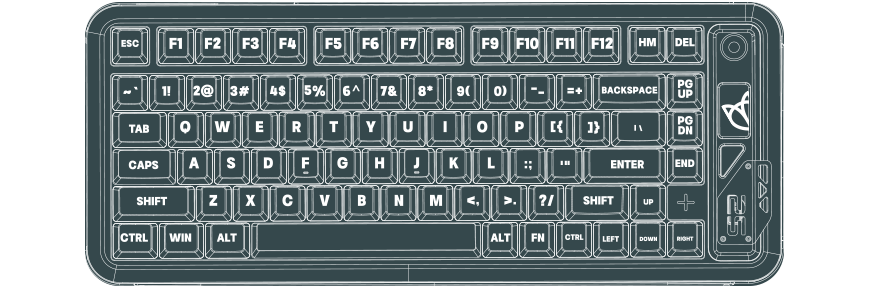 ESC F1 F2 F3 F4 F5 F6 F7 F8 F9 F10 F11 F12 HM DEL
~` 1! 2@ 3# 4$ 5% 6^ 7& 8* 9( 0) -_ =+ BACKSPACE PG UP
TAB Q W E R T Y U I O P [{ ]} |\ PG DN
CAPS A S D F G H J K L :; '" ENTER END
SHIFT Z X C V B N M <, >. ?/ SHIFT UP
CTRL WIN ALT ALT FN CTRL LEFT DOWN RIGHT